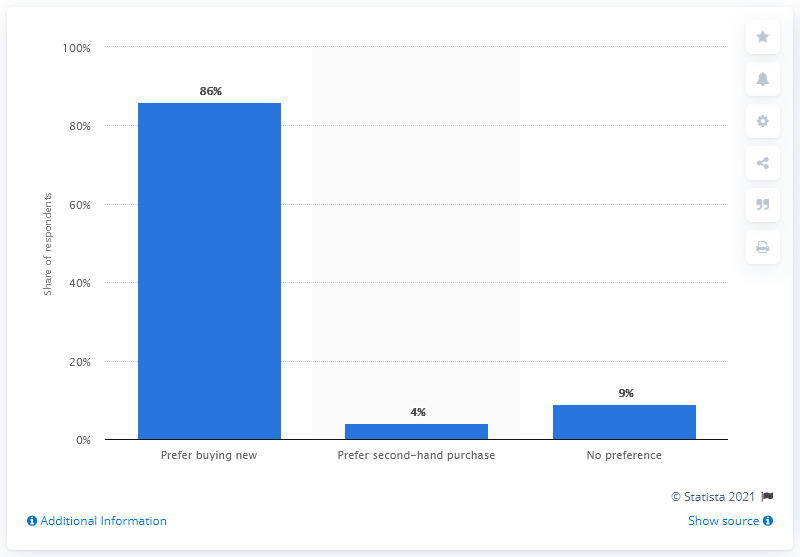 100%
80%
60%
40%
20%
0%
Share of respondents
86%
4%
9%
Prefer buying new
Prefer second-hand purchase
No preference
© Statista 2021
Additional Information
Show source